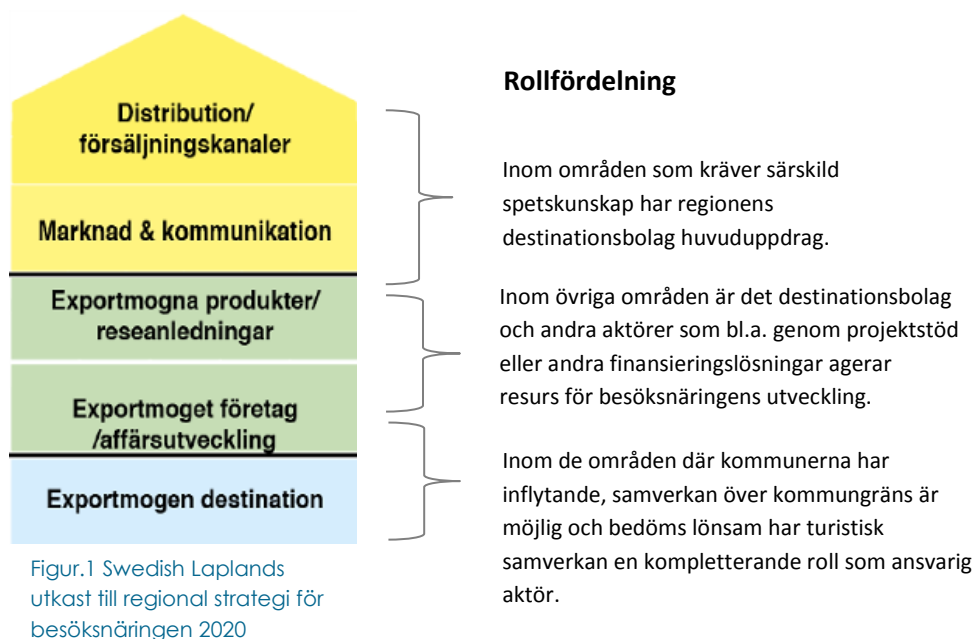 Distribution/
försäljningskanaler
Marknad & kommunikation
Exportmogna produkter/
reseanledningar
Exportmoget företag
/affärsutveckling
Exportmogen destination
Figur.1 Swedish Laplands
utkast till regional strategi för
besöksnäringen 2020
Rollfördelning
Inom områden som kräver särskild
spetskunskap har regionens
destinationsbolag huvuduppdrag.
Inom övriga områden är det destinationsbolag
och andra aktörer som bl.a. genom projektstöd
eller andra finansieringslösningar agerar
resurs för besöksnäringens utveckling.
Inom de områden där kommunerna har
inflytande, samverkan över kommungräns är
möjlig och bedöms lönsam har turistisk
samverkan en kompletterande roll som ansvarig
aktör.